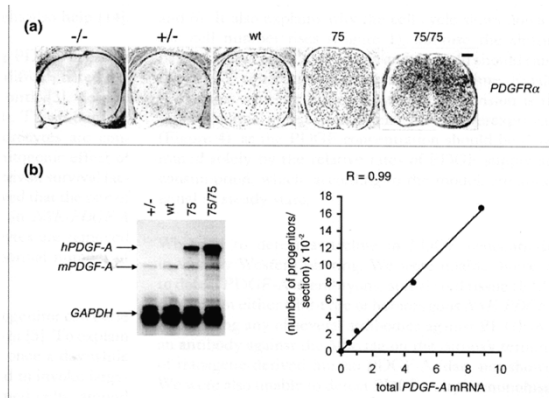 (a)
-/- +/- wt 75 75/75
PDGFRα
(b)
+/- wt 75 75/75
hPDGF-A
mPDGF-A
GAPDH
R = 0.99
(number of progenitors/
section) x 10⁻²
18
16
14
12
10
8
6
4
2
0
0 2 4 6 8 10
total PDGF-A mRNA